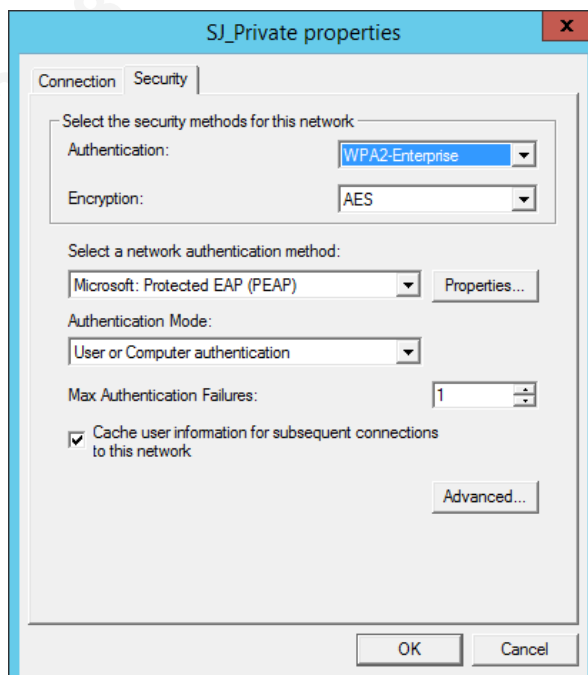 SJ_Private properties
x
Connection Security
Select the security methods for this network
Authentication:
WPA2-Enterprise
Encryption:
AES
Select a network authentication method:
Microsoft: Protected EAP (PEAP)
Properties...
Authentication Mode:
User or Computer authentication
Max Authentication Failures:
1
Cache user information for subsequent connections
to this network
Advanced...
OK Cancel